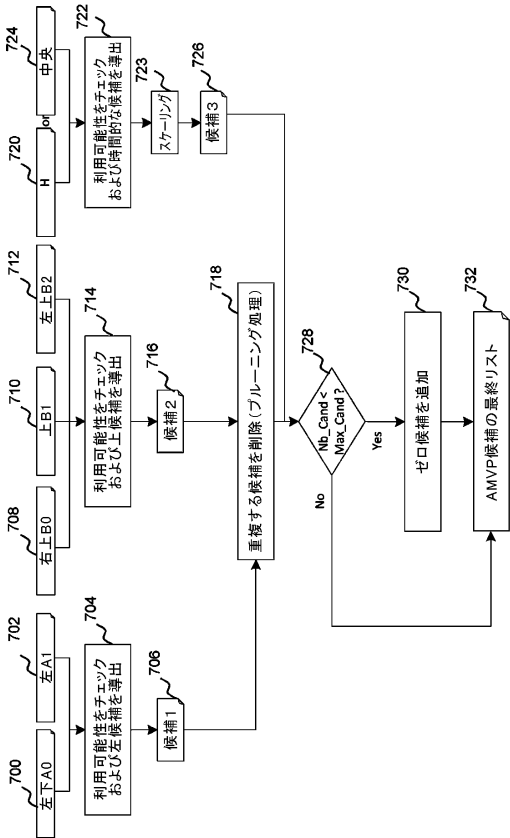 700
左下A0
702
左A1
708
右上B0
710
上B1
712
左上B2
720
H
or
724
中央
704
利用可能性をチェック
および左候補を導出
714
利用可能性をチェック
および上候補を導出
722
利用可能性をチェック
および時間的な候補を導出
723
スケーリング
706
候補1
716
候補2
726
候補3
718
重複する候補を削除(プルーニング処理)
728
Nb_Cand <
Max_Cand ?
No
Yes
730
ゼロ候補を追加
732
AMVP候補の最終リスト